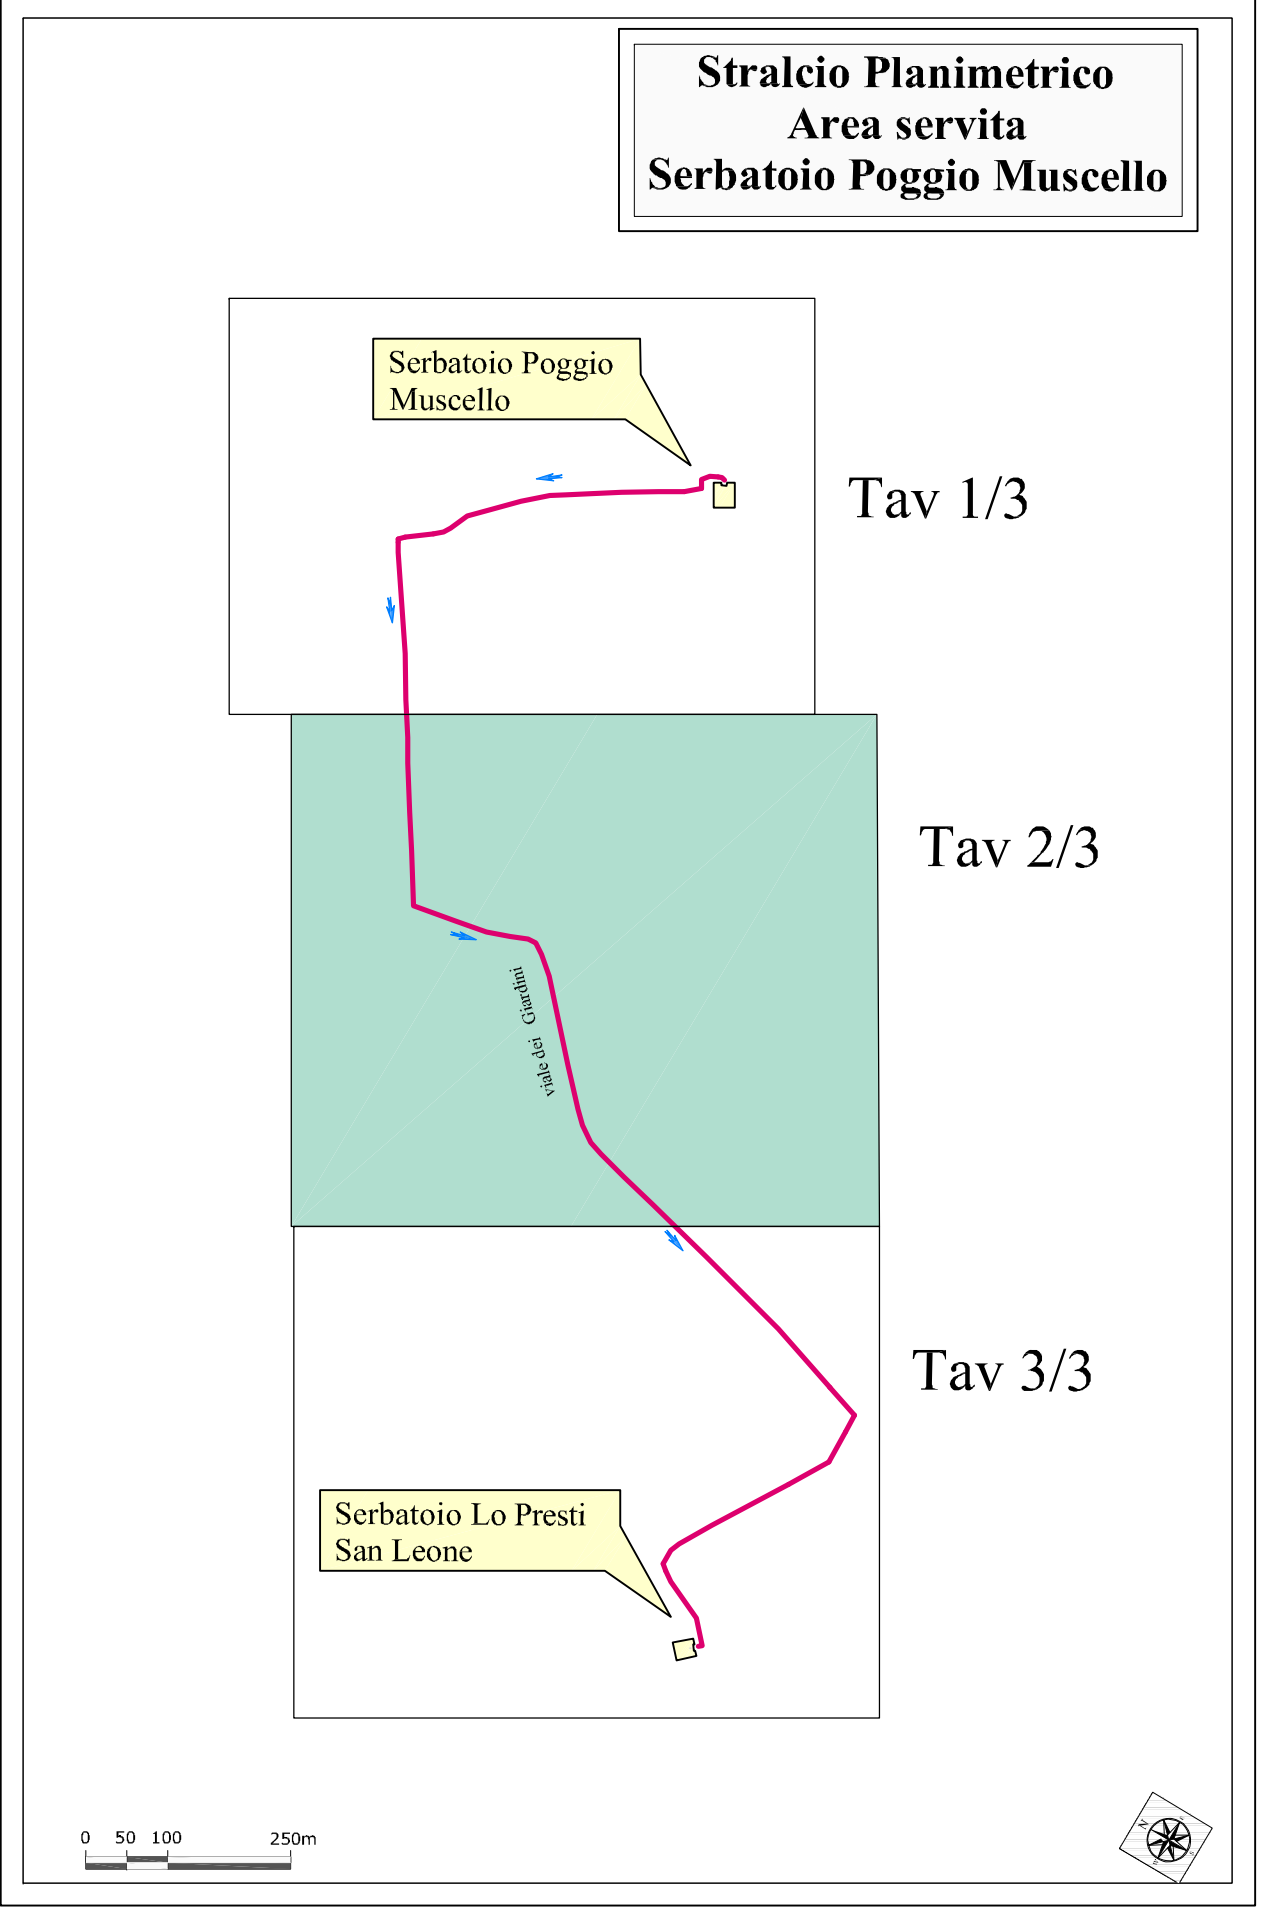 Stralcio Planimetrico
Area servita
Serbatoio Poggio Muscello
Serbatoio Poggio
Muscello
Tav 1/3
Tav 2/3
viale dei Giardini
Tav 3/3
Serbatoio Lo Presti
San Leone
0 50 100 250m
N